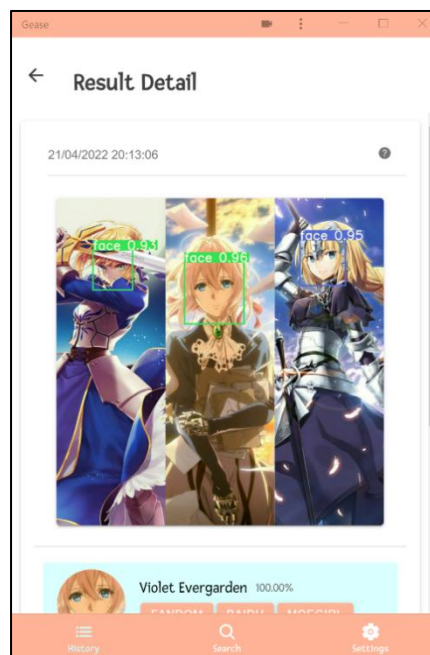 Gease
Result Detail
21/04/2022 20:13:06
face 0.93
face 0.96
face 0.95
Violet Evergarden 100.00%
FANDOM BAIDU MOEGIRL
History Search Settings